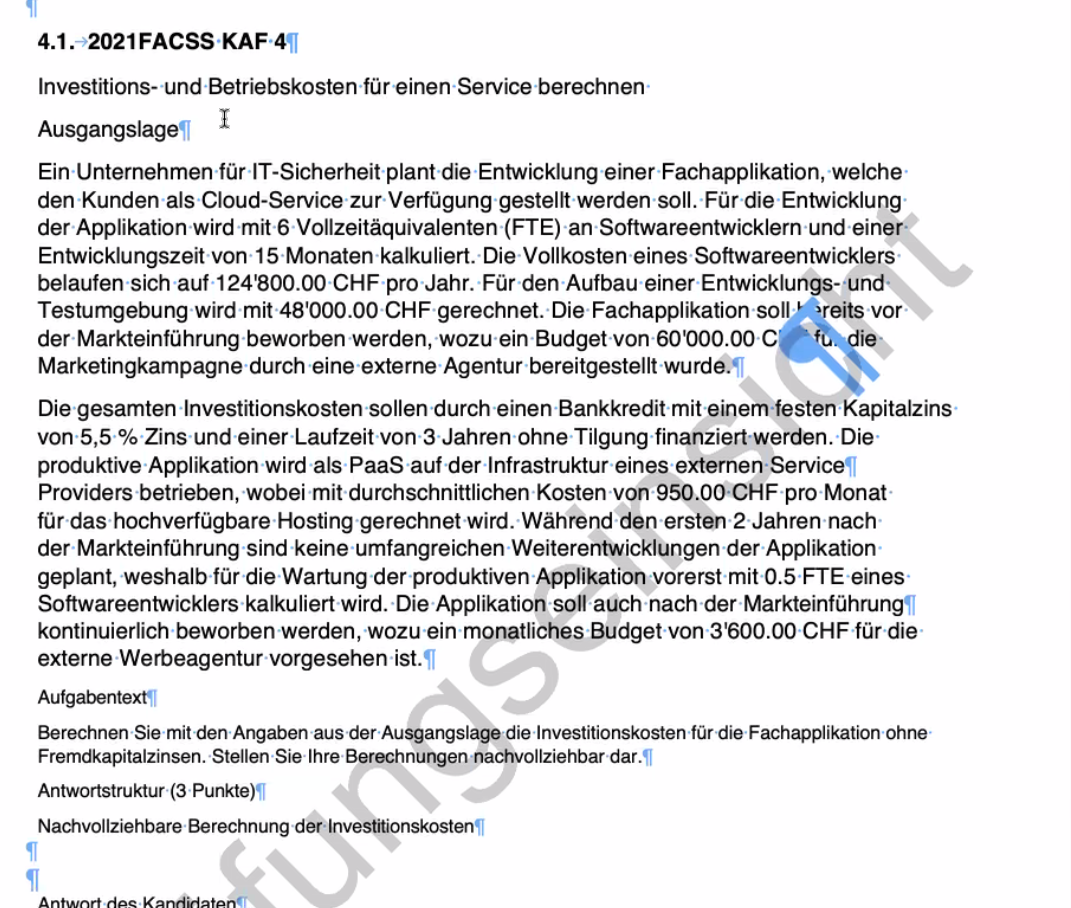 4.1. 2021FACSS KAF 4
Investitions- und Betriebskosten für einen Service berechnen
Ausgangslage
Ein Unternehmen für IT-Sicherheit plant die Entwicklung einer Fachapplikation, welche
den Kunden als Cloud-Service zur Verfügung gestellt werden soll. Für die Entwicklung
der Applikation wird mit 6 Vollzeitäquivalenten (FTE) an Softwareentwicklern und einer
Entwicklungszeit von 15 Monaten kalkuliert. Die Vollkosten eines Softwareentwicklers
belaufen sich auf 124'800.00 CHF pro Jahr. Für den Aufbau einer Entwicklungs- und
Testumgebung wird mit 48'000.00 CHF gerechnet. Die Fachapplikation soll bereits vor
der Markteinführung beworben werden, wozu ein Budget von 60'000.00 CHF für die
Marketingkampagne durch eine externe Agentur bereitgestellt wurde.
Die gesamten Investitionskosten sollen durch einen Bankkredit mit einem festen Kapitalzins
von 5,5 % Zins und einer Laufzeit von 3 Jahren ohne Tilgung finanziert werden. Die
produktive Applikation wird als PaaS auf der Infrastruktur eines externen Service
Providers betrieben, wobei mit durchschnittlichen Kosten von 950.00 CHF pro Monat
für das hochverfügbare Hosting gerechnet wird. Während den ersten 2 Jahren nach
der Markteinführung sind keine umfangreichen Weiterentwicklungen der Applikation
geplant, weshalb für die Wartung der produktiven Applikation vorerst mit 0.5 FTE eines
Softwareentwicklers kalkuliert wird. Die Applikation soll auch nach der Markteinführung
kontinuierlich beworben werden, wozu ein monatliches Budget von 3'600.00 CHF für die
externe Werbeagentur vorgesehen ist.
Aufgabentext
Berechnen Sie mit den Angaben aus der Ausgangslage die Investitionskosten für die Fachapplikation ohne
Fremdkapitalzinsen. Stellen Sie Ihre Berechnungen nachvollziehbar dar.
Antwortstruktur (3 Punkte)
Nachvollziehbare Berechnung der Investitionskosten
Antwort des Kandidaten
fungseinsicht